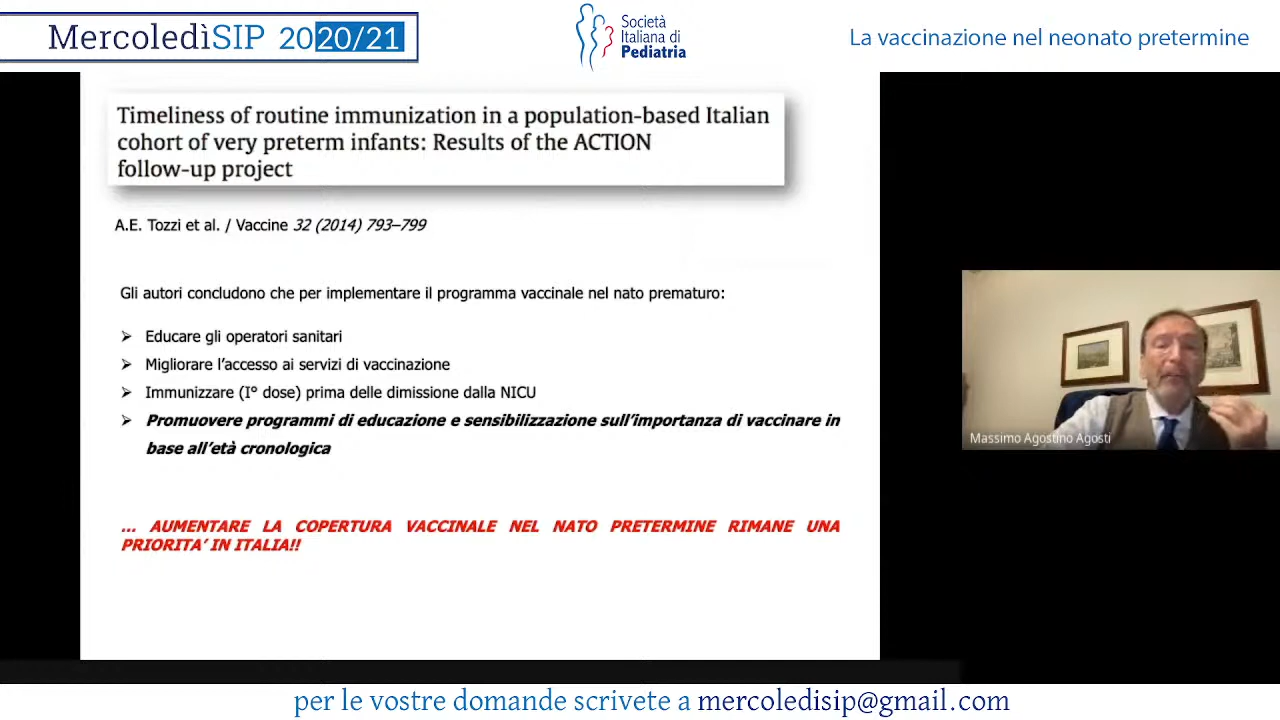 MercoledìSIP 2020/21
Società
Italiana di
Pediatria
La vaccinazione nel neonato pretermine
Timeliness of routine immunization in a population-based Italian
cohort of very preterm infants: Results of the ACTION
follow-up project
A.E. Tozzi et al. / Vaccine 32 (2014) 793–799
Gli autori concludono che per implementare il programma vaccinale nel nato prematuro:
➢ Educare gli operatori sanitari
➢ Migliorare l'accesso ai servizi di vaccinazione
➢ Immunizzare (I° dose) prima delle dimissione dalla NICU
➢ Promuovere programmi di educazione e sensibilizzazione sull'importanza di vaccinare in
base all'età cronologica
... AUMENTARE LA COPERTURA VACCINALE NEL NATO PRETERMINE RIMANE UNA
PRIORITA' IN ITALIA!!
Massimo Agostino Agosti
per le vostre domande scrivete a mercoledisip@gmail.com